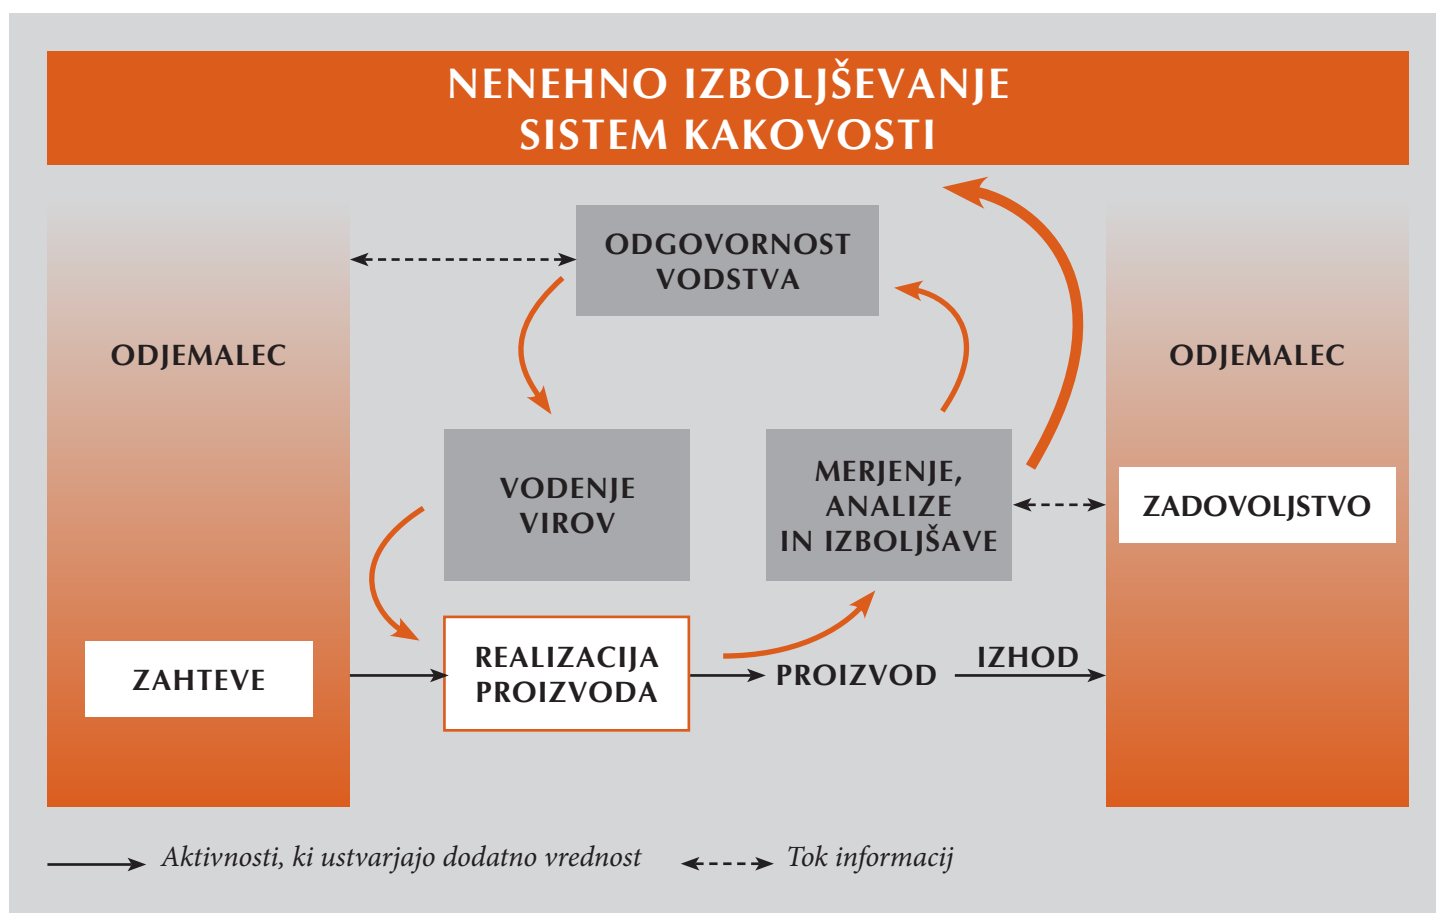 NENEHNO IZBOLJŠEVANJE
SISTEM KAKOVOSTI
ODGOVORNOST
VODSTVA
ODJEMALEC
ODJEMALEC
VODENJE
VIROV
MERJENJE,
ANALIZE
IN IZBOLJŠAVE
ZADOVOLJSTVO
ZAHTEVE
REALIZACIJA
PROIZVODA
PROIZVOD
IZHOD
Aktivnosti, ki ustvarjajo dodatno vrednost
Tok informacij